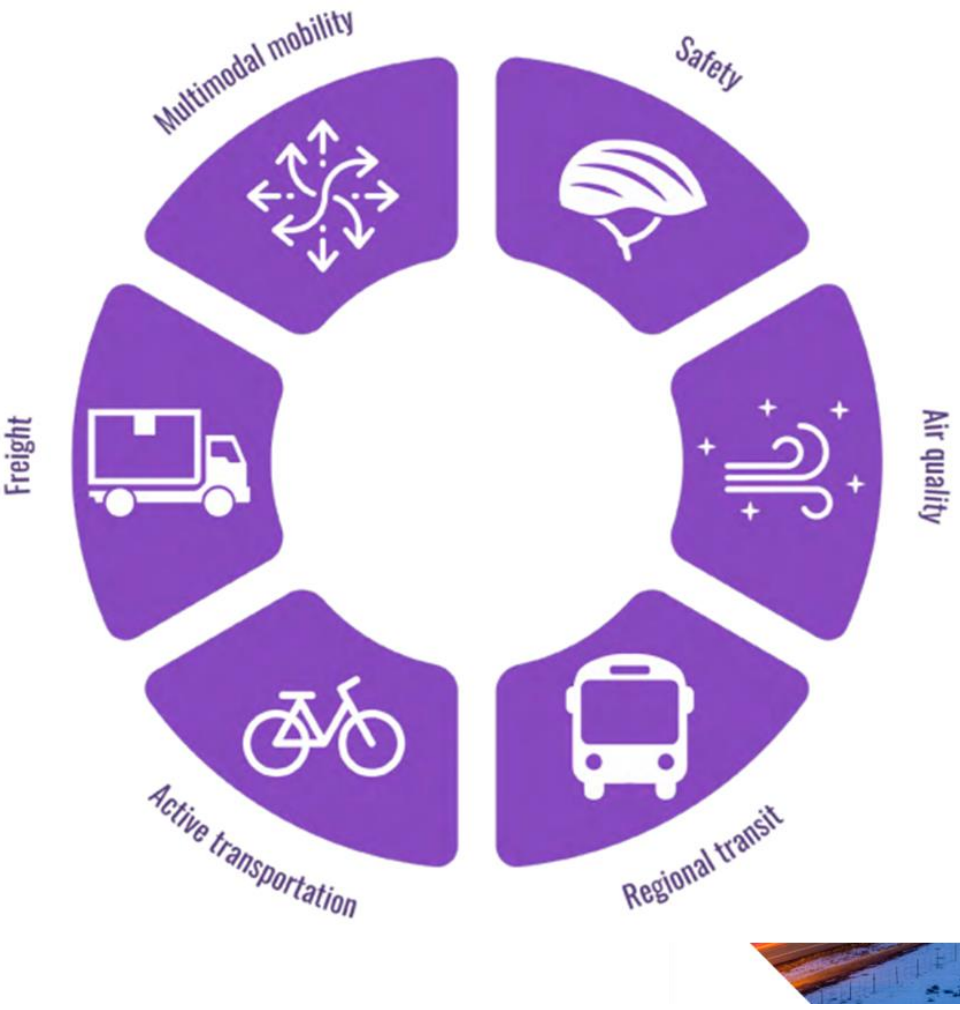 Multimodal mobility
Safety
Freight
Air quality
Active transportation
Regional transit